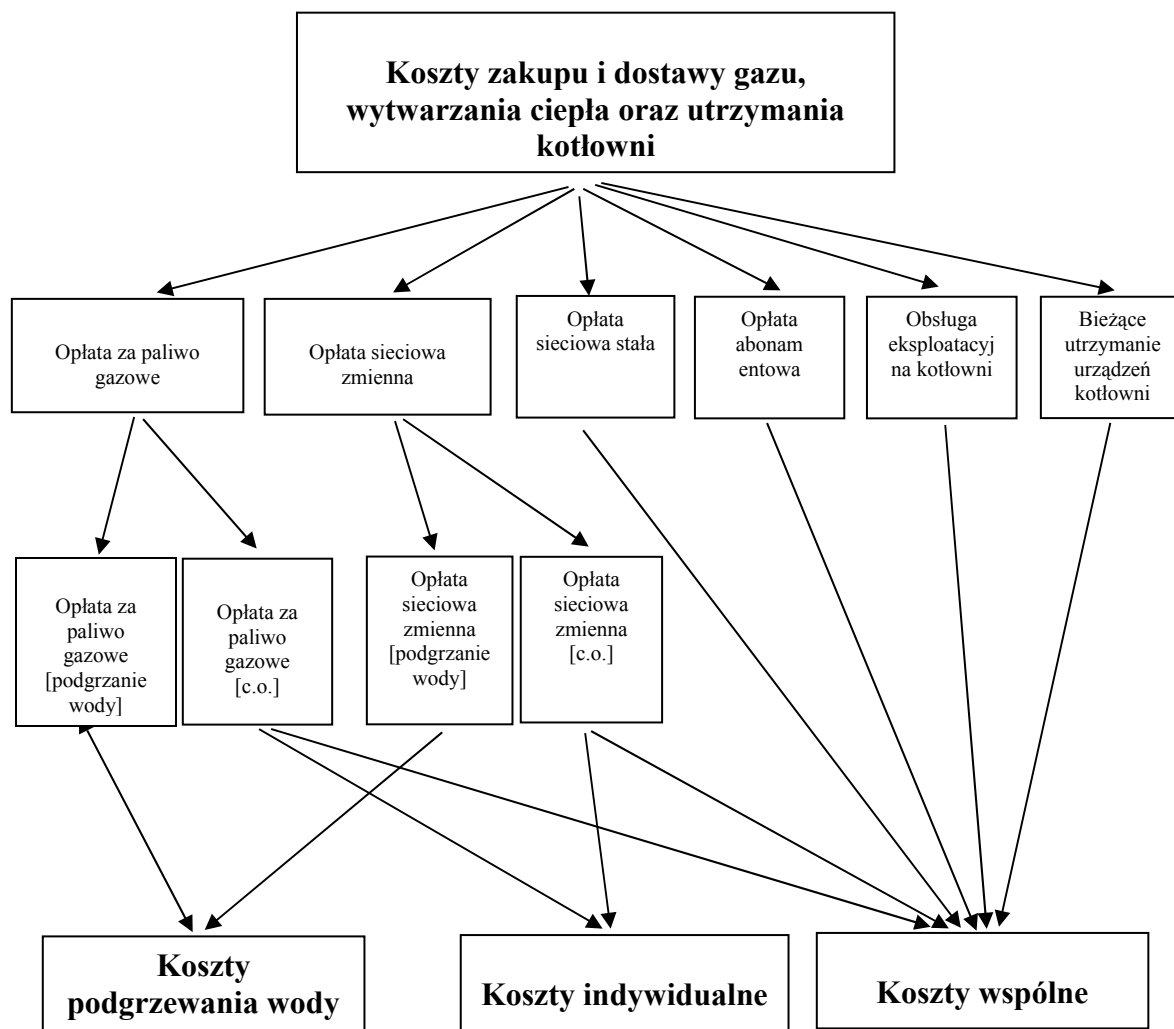 Koszty zakupu i dostawy gazu,
wytwarzania ciepła oraz utrzymania
kotłowni
Opłata za paliwo
gazowe
Opłata sieciowa
zmienna
Opłata
sieciowa stała
Opłata
abonam
entowa
Obsługa
eksploatacyj
na kotłowni
Bieżące
utrzymanie
urządzeń
kotłowni
Opłata za
paliwo
gazowe
[podgrzanie
wody]
Opłata za
paliwo
gazowe
[c.o.]
Opłata
sieciowa
zmienna
[podgrzanie
wody]
Opłata
sieciowa
zmienna
[c.o.]
Koszty
podgrzewania wody
Koszty indywidualne
Koszty wspólne